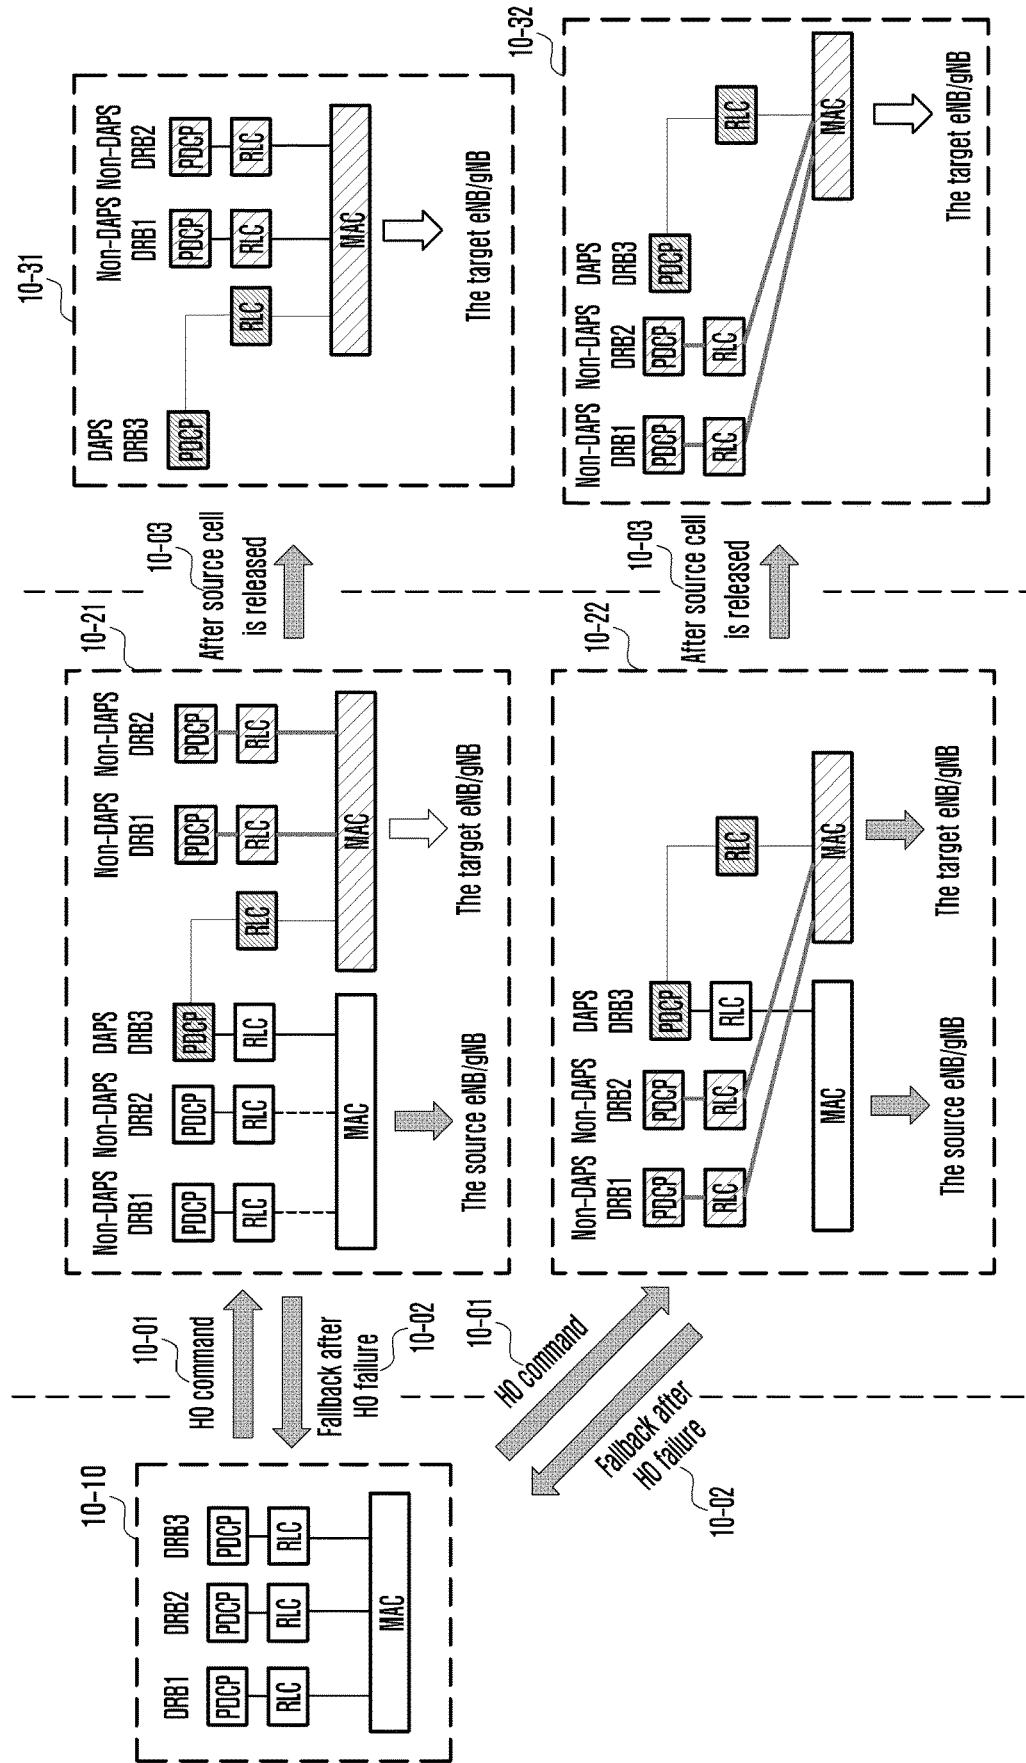 10-10
DRB1 DRB2 DRB3
PDCP PDCP PDCP
RLC RLC RLC
MAC
10-01
HO command
Fallback after
HO failure
10-02
10-01
HO command
Fallback after
HO failure
10-02
10-21
Non-DAPS Non-DAPS DAPS Non-DAPS Non-DAPS
DRB1 DRB2 DRB3 DRB1 DRB2
PDCP PDCP PDCP PDCP PDCP
RLC RLC RLC RLC RLC RLC
MAC MAC
The source eNB/gNB The target eNB/gNB
10-22
Non-DAPS Non-DAPS DAPS
DRB1 DRB2 DRB3
PDCP PDCP PDCP
RLC RLC RLC RLC
MAC MAC
The source eNB/gNB The target eNB/gNB
10-03
After source cell
is released
10-03
After source cell
is released
10-31
DAPS Non-DAPS Non-DAPS
DRB3 DRB1 DRB2
PDCP PDCP PDCP
RLC RLC RLC
MAC
The target eNB/gNB
10-32
Non-DAPS Non-DAPS DAPS
DRB1 DRB2 DRB3
PDCP PDCP PDCP
RLC RLC RLC
MAC
The target eNB/gNB